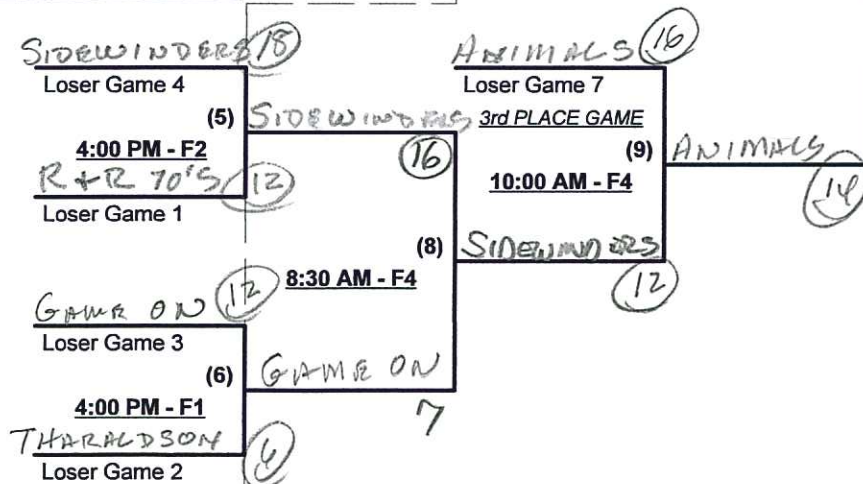 SIDEWINDERS 18
Loser Game 4
(5)
4:00 PM - F2
R+R 70'S 12
Loser Game 1
SIDEWINDERS 16
(8)
8:30 AM - F4
GAME ON 12
Loser Game 3
(6)
4:00 PM - F1
THARALDSON 6
Loser Game 2
GAME ON 7
ANIMALS 16
Loser Game 7
3rd PLACE GAME
(9)
10:00 AM - F4
SIDEWINDERS 12
ANIMALS